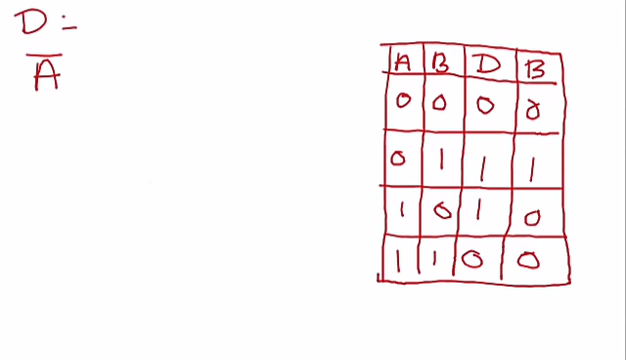 D :-
A̅
A B D B
0 0 0 0
0 1 1 1
1 0 1 0
1 1 0 0